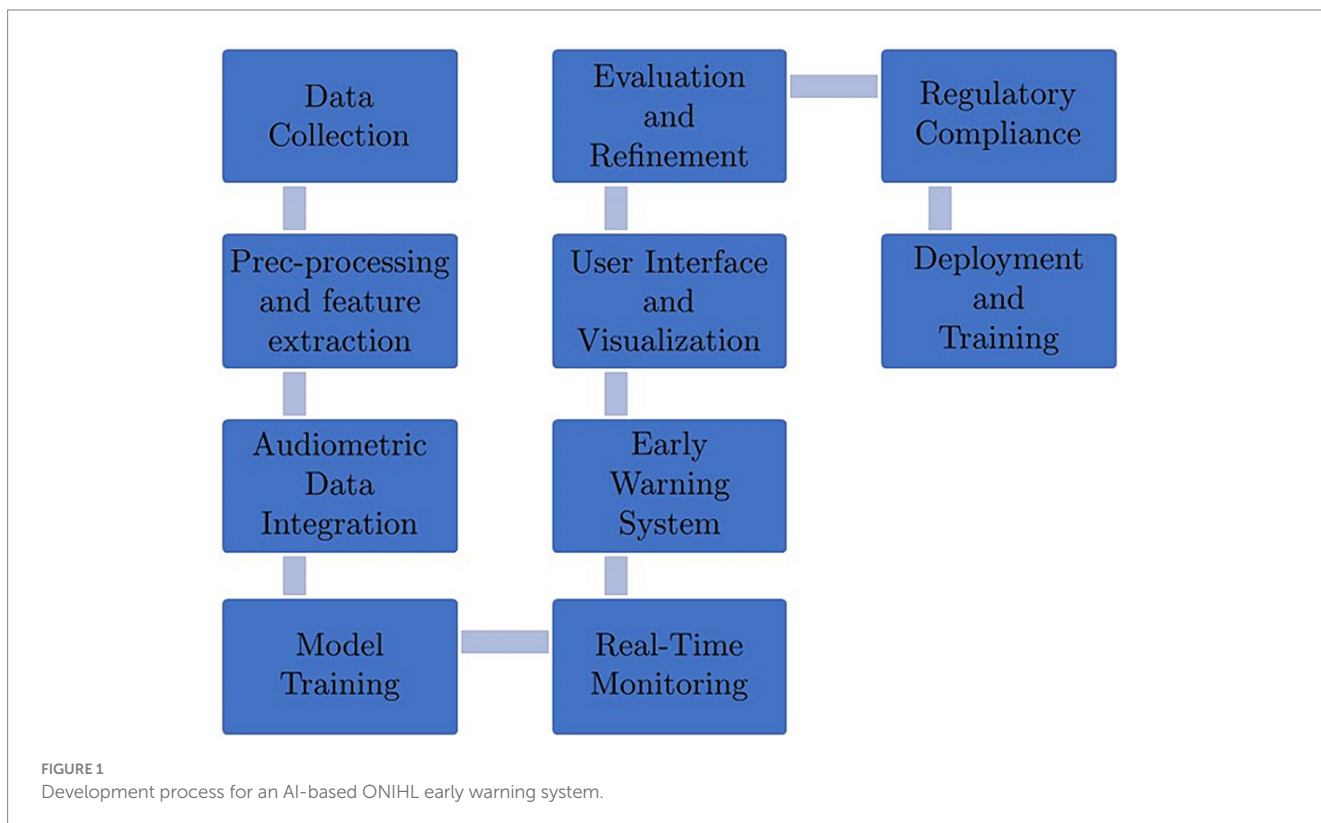 Data
Collection
Prec-processing
and feature
extraction
Audiometric
Data
Integration
Model
Training
Real-Time
Monitoring
Early
Warning
System
User Interface
and
Visualization
Evaluation
and
Refinement
Regulatory
Compliance
Deployment
and
Training
FIGURE 1
Development process for an AI-based ONIHL early warning system.